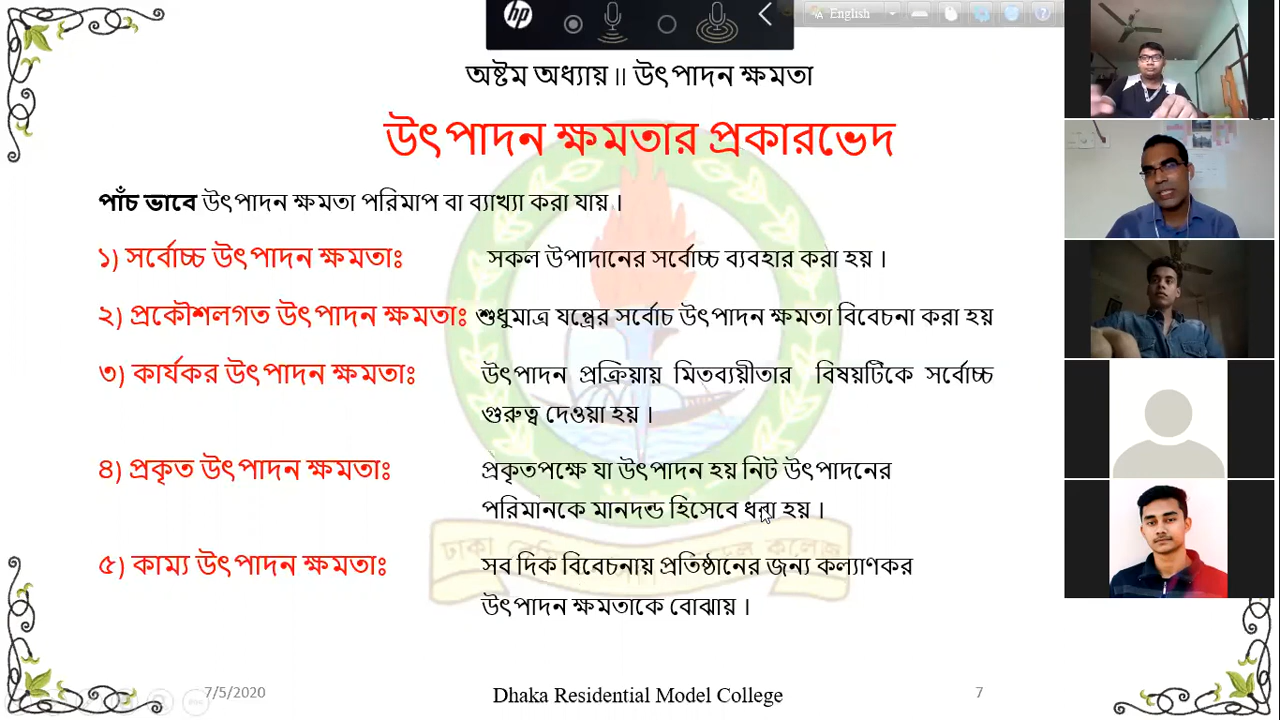 hp
English
অষ্টম অধ্যায়।। উৎপাদন ক্ষমতা
উৎপাদন ক্ষমতার প্রকারভেদ
পাঁচ ভাবে উৎপাদন ক্ষমতা পরিমাপ বা ব্যাখ্যা করা যায়।
১) সর্বোচ্চ উৎপাদন ক্ষমতাঃ সকল উপাদানের সর্বোচ্চ ব্যবহার করা হয়।
২) প্রকৌশলগত উৎপাদন ক্ষমতাঃ শুধুমাত্র যন্ত্রের সর্বোচ উৎপাদন ক্ষমতা বিবেচনা করা হয়
৩) কার্যকর উৎপাদন ক্ষমতাঃ উৎপাদন প্রক্রিয়ায় মিতব্যয়ীতার বিষয়টিকে সর্বোচ্চ
গুরুত্ব দেওয়া হয়।
৪) প্রকৃত উৎপাদন ক্ষমতাঃ প্রকৃতপক্ষে যা উৎপাদন হয় নিট উৎপাদনের
পরিমানকে মানদন্ড হিসেবে ধরা হয়।
৫) কাম্য উৎপাদন ক্ষমতাঃ সব দিক বিবেচনায় প্রতিষ্ঠানের জন্য কল্যাণকর
উৎপাদন ক্ষমতাকে বোঝায়।
ঢাকা কলেজ
7/5/2020 Dhaka Residential Model College 7